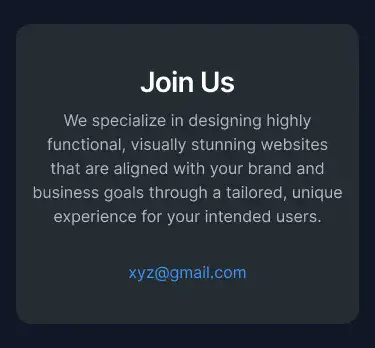 Join Us
We specialize in designing highly
functional, visually stunning websites
that are aligned with your brand and
business goals through a tailored, unique
experience for your intended users.
xyz@gmail.com